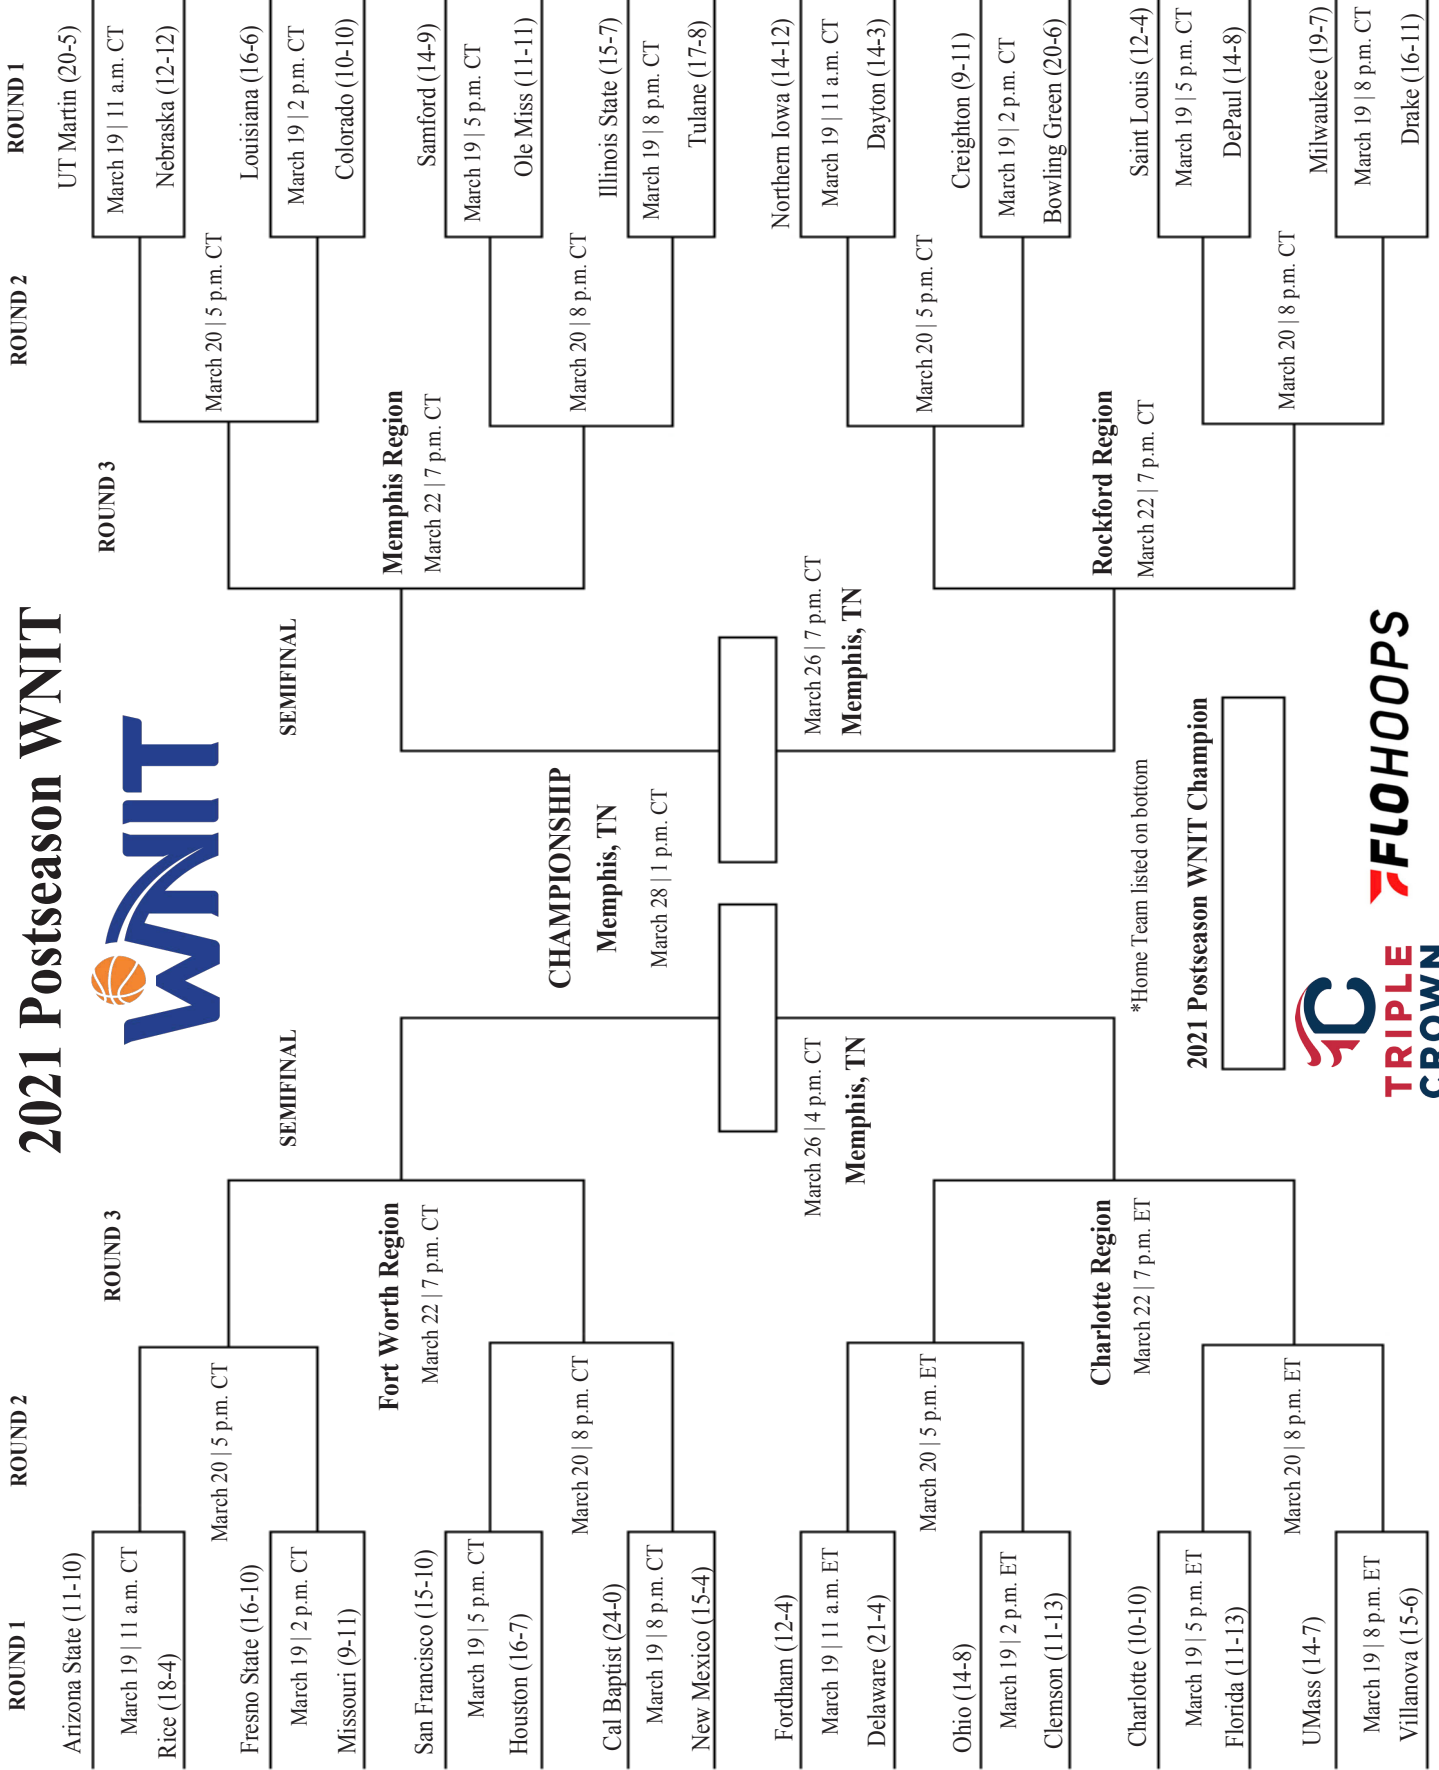 2021 Postseason WNIT
WNIT
ROUND 1
ROUND 2
ROUND 3
SEMIFINAL
SEMIFINAL
ROUND 3
ROUND 2
ROUND 1
Arizona State (11-10)
March 19 | 11 a.m. CT
Rice (18-4)
March 20 | 5 p.m. CT
Fresno State (16-10)
March 19 | 2 p.m. CT
Missouri (9-11)
Fort Worth Region
March 22 | 7 p.m. CT
San Francisco (15-10)
March 19 | 5 p.m. CT
Houston (16-7)
March 20 | 8 p.m. CT
Cal Baptist (24-0)
March 19 | 8 p.m. CT
New Mexico (15-4)
March 26 | 4 p.m. CT
Memphis, TN
Fordham (12-4)
March 19 | 11 a.m. ET
Delaware (21-4)
March 20 | 5 p.m. ET
Ohio (14-8)
March 19 | 2 p.m. ET
Clemson (11-13)
Charlotte Region
March 22 | 7 p.m. ET
Charlotte (10-10)
March 19 | 5 p.m. ET
Florida (11-13)
March 20 | 8 p.m. ET
UMass (14-7)
March 19 | 8 p.m. ET
Villanova (15-6)
CHAMPIONSHIP
Memphis, TN
March 28 | 1 p.m. CT
UT Martin (20-5)
March 19 | 11 a.m. CT
Nebraska (12-12)
March 20 | 5 p.m. CT
Louisiana (16-6)
March 19 | 2 p.m. CT
Colorado (10-10)
Memphis Region
March 22 | 7 p.m. CT
Samford (14-9)
March 19 | 5 p.m. CT
Ole Miss (11-11)
March 20 | 8 p.m. CT
Illinois State (15-7)
March 19 | 8 p.m. CT
Tulane (17-8)
March 26 | 7 p.m. CT
Memphis, TN
Northern Iowa (14-12)
March 19 | 11 a.m. CT
Dayton (14-3)
March 20 | 5 p.m. CT
Creighton (9-11)
March 19 | 2 p.m. CT
Bowling Green (20-6)
Rockford Region
March 22 | 7 p.m. CT
Saint Louis (12-4)
March 19 | 5 p.m. CT
DePaul (14-8)
March 20 | 8 p.m. CT
Milwaukee (19-7)
March 19 | 8 p.m. CT
Drake (16-11)
*Home Team listed on bottom
2021 Postseason WNIT Champion
TRIPLE
CROWN
FLOHOOPS